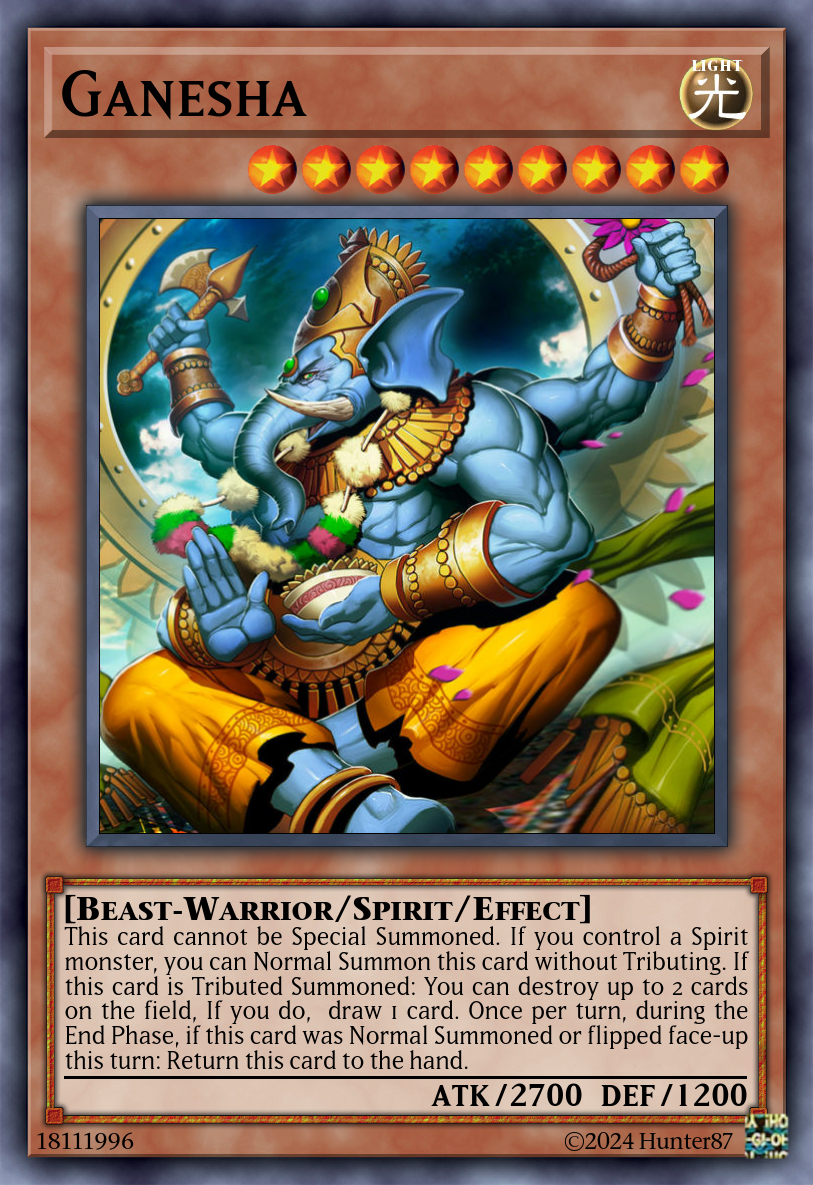 Ganesha
LIGHT
光
[Beast-Warrior/Spirit/Effect]
This card cannot be Special Summoned. If you control a Spirit
monster, you can Normal Summon this card without Tributing. If
this card is Tributed Summoned: You can destroy up to 2 cards
on the field, If you do, draw 1 card. Once per turn, during the
End Phase, if this card was Normal Summoned or flipped face-up
this turn: Return this card to the hand.
ATK/2700 DEF/1200
18111996
©2024 Hunter87